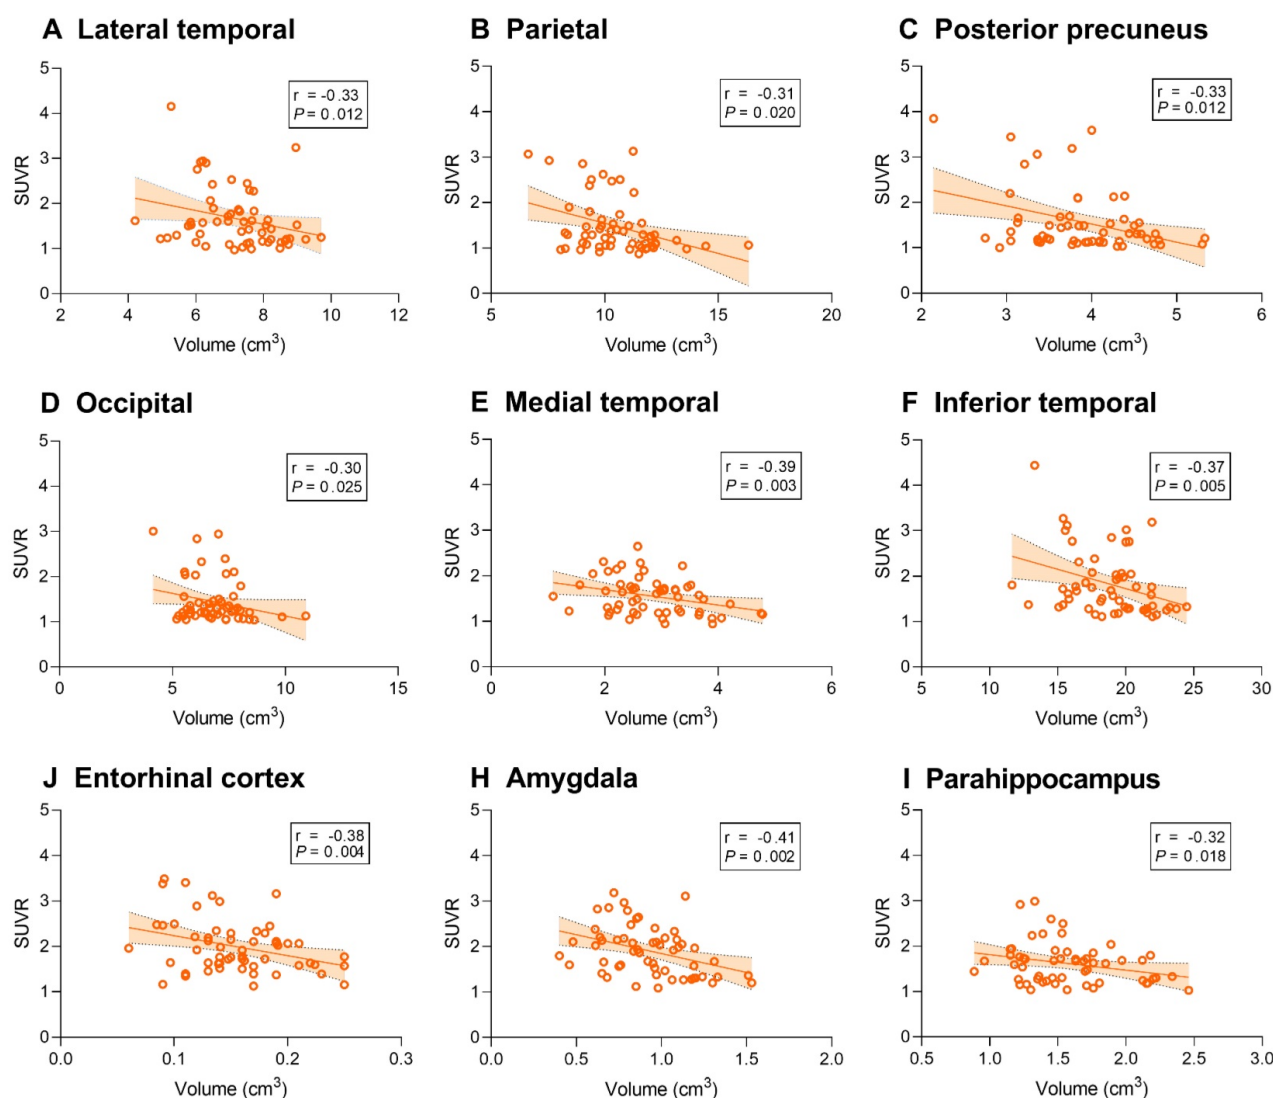 A Lateral temporal
5
4
3
2
1
0
SUVR
r = -0.33
P = 0.012
2 4 6 8 10 12
Volume (cm³)
B Parietal
5
4
3
2
1
0
SUVR
r = -0.31
P = 0.020
5 10 15 20
Volume (cm³)
C Posterior precuneus
5
4
3
2
1
0
SUVR
r = -0.33
P = 0.012
2 3 4 5 6
Volume (cm³)
D Occipital
5
4
3
2
1
0
SUVR
r = -0.30
P = 0.025
0 5 10 15
Volume (cm³)
E Medial temporal
5
4
3
2
1
0
SUVR
r = -0.39
P = 0.003
0 2 4 6
Volume (cm³)
F Inferior temporal
5
4
3
2
1
0
SUVR
r = -0.37
P = 0.005
5 10 15 20 25 30
Volume (cm³)
J Entorhinal cortex
5
4
3
2
1
0
SUVR
r = -0.38
P = 0.004
0.0 0.1 0.2 0.3
Volume (cm³)
H Amygdala
5
4
3
2
1
0
SUVR
r = -0.41
P = 0.002
0.0 0.5 1.0 1.5 2.0
Volume (cm³)
I Parahippocampus
5
4
3
2
1
0
SUVR
r = -0.32
P = 0.018
0.5 1.0 1.5 2.0 2.5 3.0
Volume (cm³)